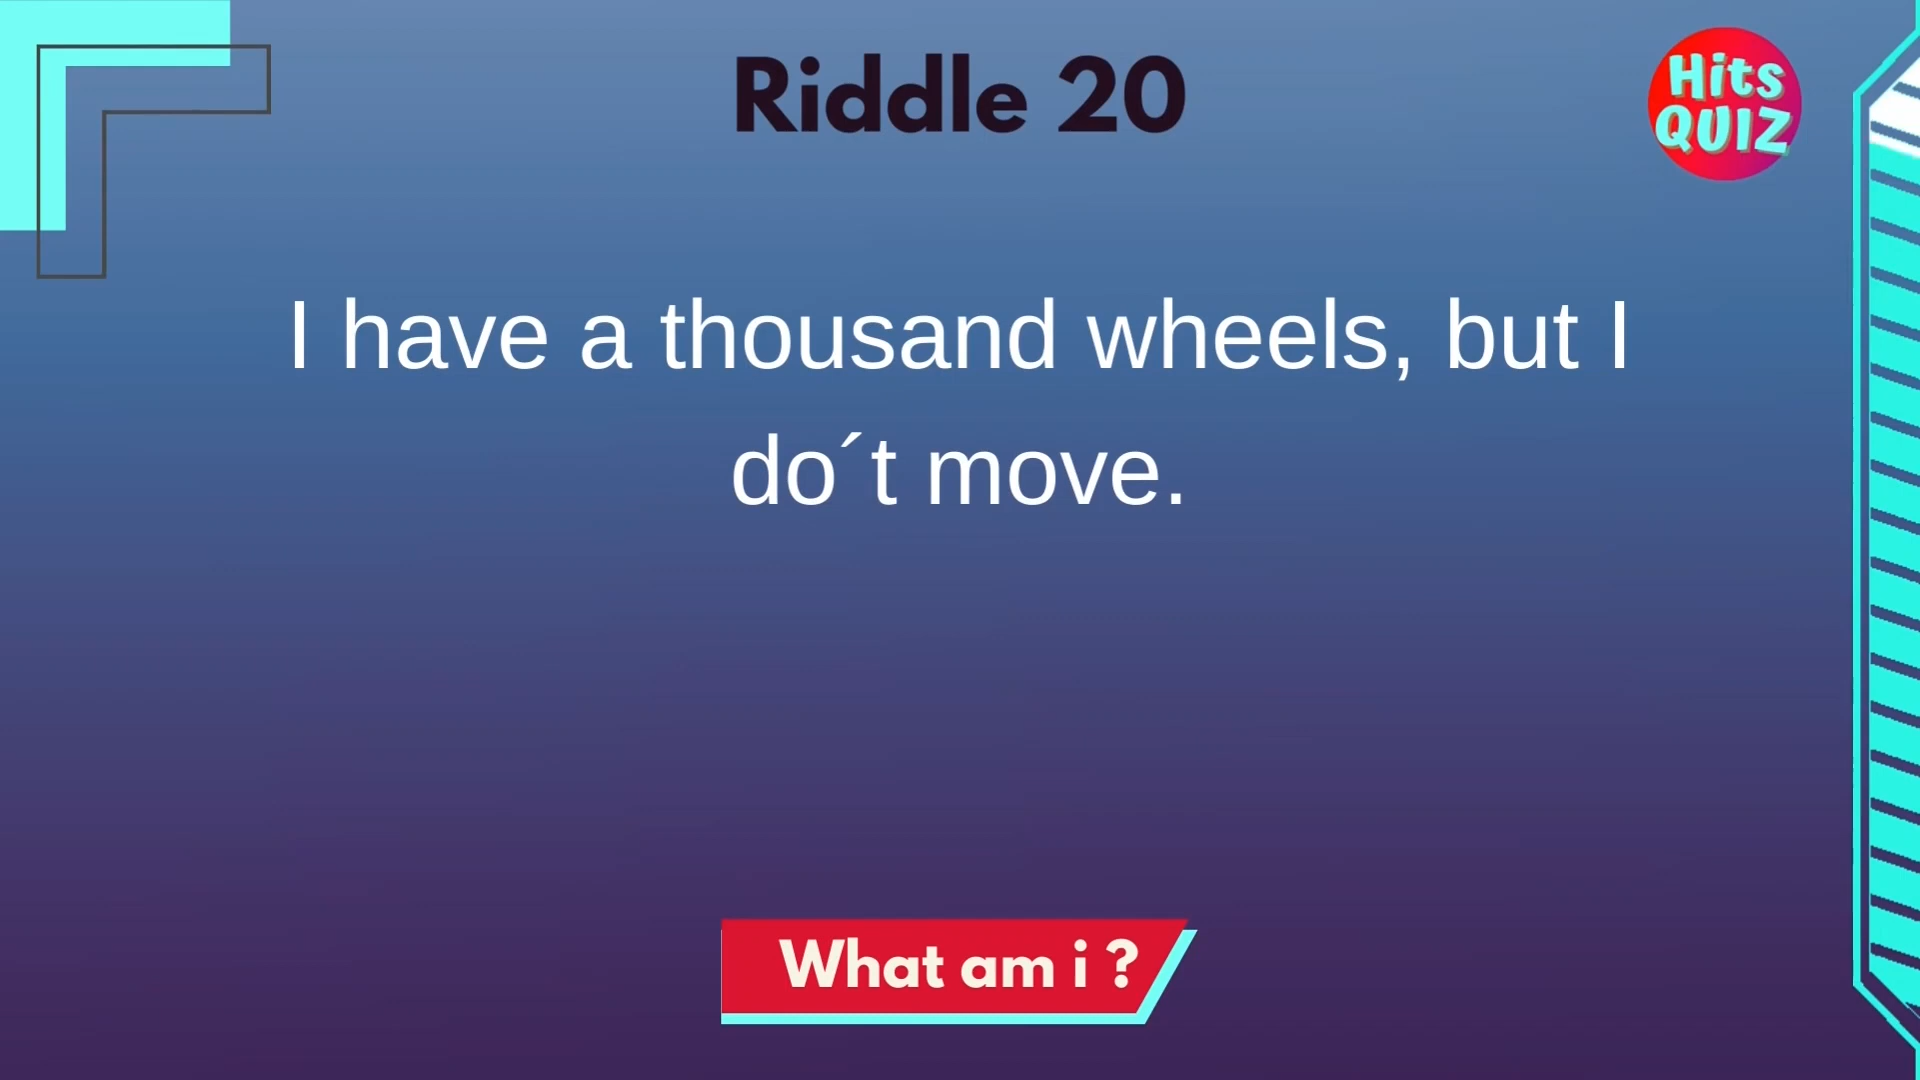 Riddle 20
Hits
QUIZ
I have a thousand wheels, but I
do´t move.
What am i ?